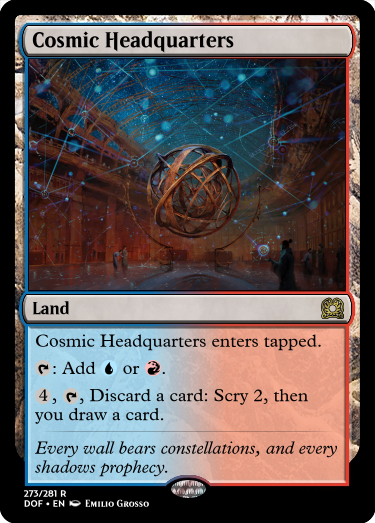 Cosmic Headquarters
Land
Cosmic Headquarters enters tapped.
: Add or .
4, , Discard a card: Scry 2, then
you draw a card.
Every wall bears constellations, and every
shadows prophecy.
273/281 R
DOF • EN Emilio Grosso